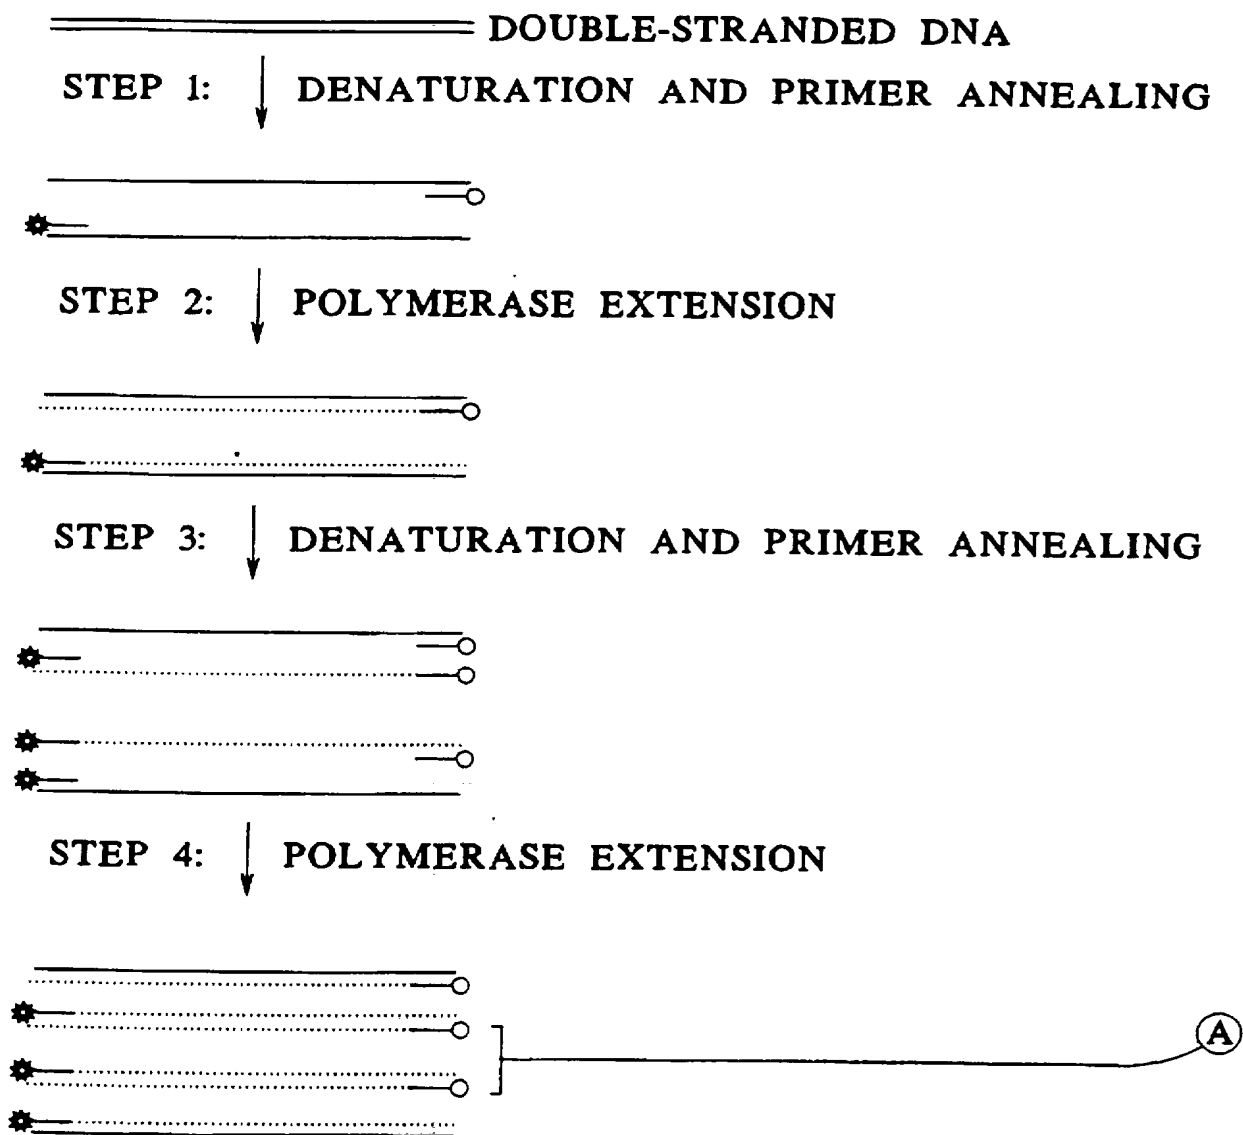 DOUBLE-STRANDED DNA
STEP 1: DENATURATION AND PRIMER ANNEALING
STEP 2: POLYMERASE EXTENSION
STEP 3: DENATURATION AND PRIMER ANNEALING
STEP 4: POLYMERASE EXTENSION
A